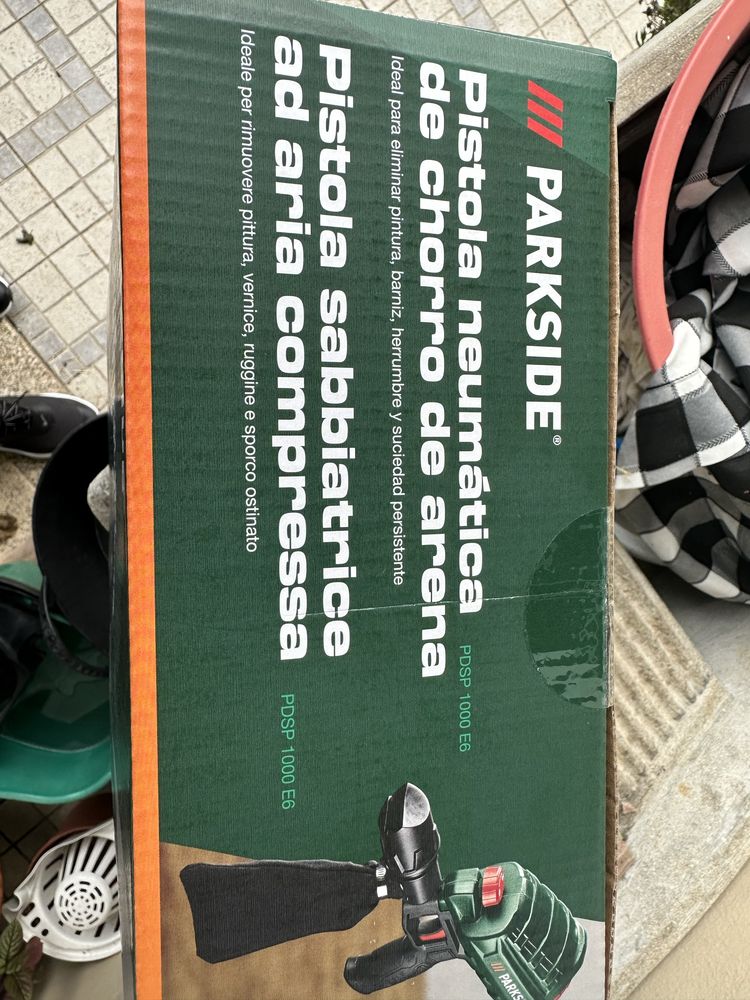 PARKSIDE®
Pistola neumática
de chorro de arena PDSP 1000 E6
Ideal para eliminar pintura, barniz, herrumbre y suciedad persistente
Pistola sabbiatrice
ad aria compressa PDSP 1000 E6
Ideale per rimuovere pittura, vernice, ruggine e sporco ostinato
PARKS